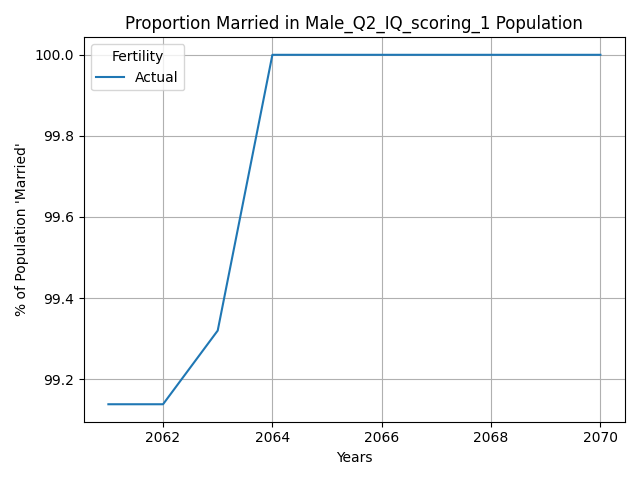 Proportion Married in Male_Q2_IQ_scoring_1 Population
Fertility
Actual
% of Population 'Married'
100.0
99.8
99.6
99.4
99.2
2062 2064 2066 2068 2070
Years